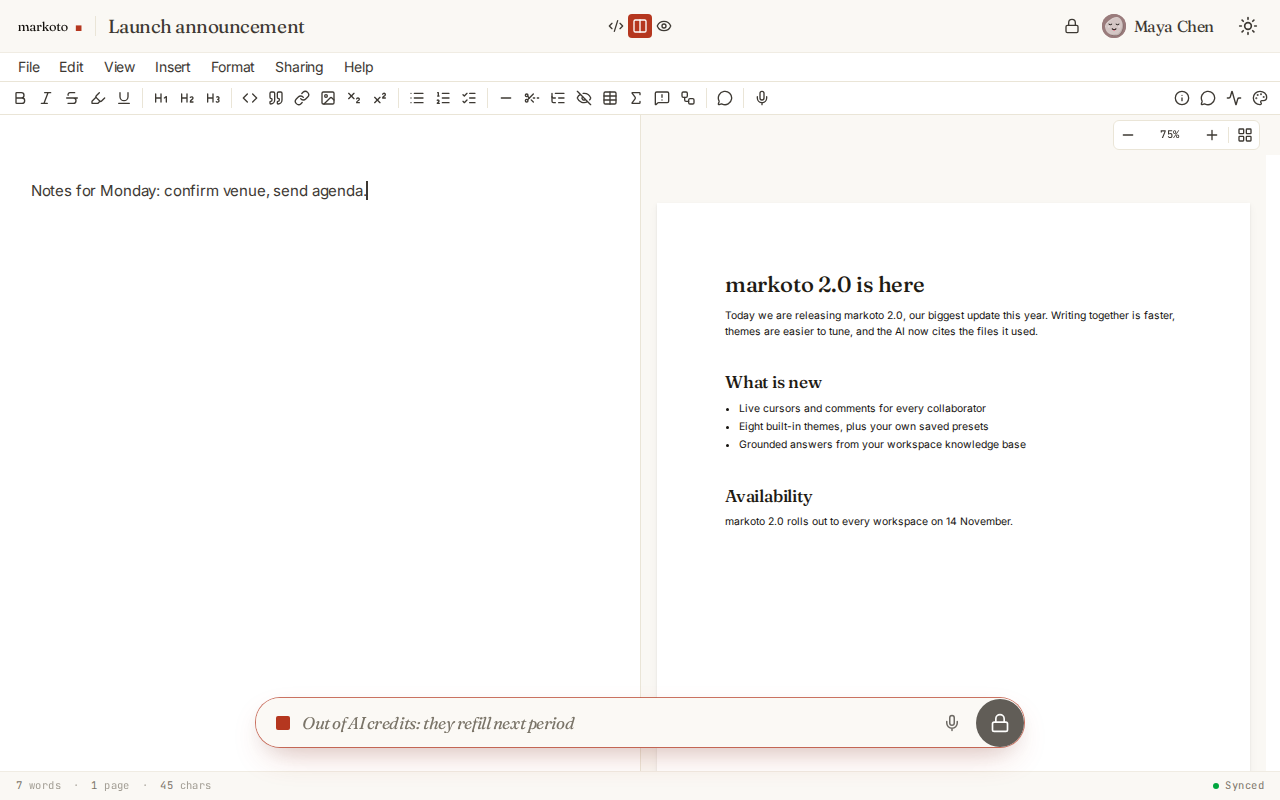 markoto
Launch announcement
Maya Chen
File Edit View Insert Format Sharing Help
H1 H2 H3
75%
Notes for Monday: confirm venue, send agenda.
markoto 2.0 is here
Today we are releasing markoto 2.0, our biggest update this year. Writing together is faster,
themes are easier to tune, and the AI now cites the files it used.
What is new
• Live cursors and comments for every collaborator
• Eight built-in themes, plus your own saved presets
• Grounded answers from your workspace knowledge base
Availability
markoto 2.0 rolls out to every workspace on 14 November.
Out of AI credits: they refill next period
7 words · 1 page · 45 chars
Synced